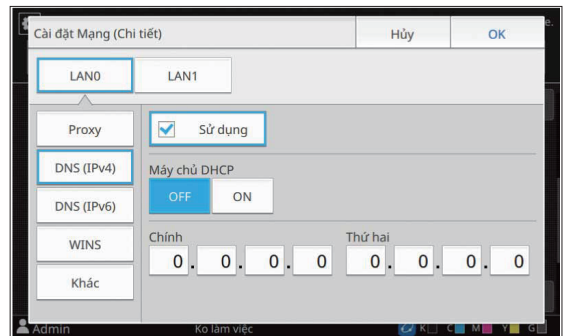 Cài đặt Mạng (Chi tiết)
Hủy
OK
e.
LAN0
LAN1
Proxy
DNS (IPv4)
DNS (IPv6)
WINS
Khác
Sử dụng
Máy chủ DHCP
OFF
ON
Chính
Thứ hai
0 . 0 . 0 . 0
0 . 0 . 0 . 0
Admin
Ko làm việc
K C M Y G